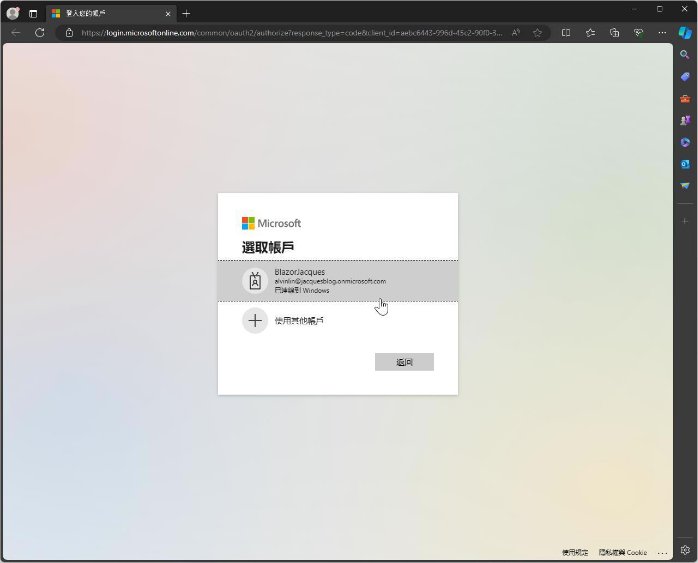 登入您的帳戶
https://login.microsoftonline.com/common/oauth2/authorize?response_type=code&client_id=aebc6443-996d-45c2-90f0-3...
Microsoft
選取帳戶
BlazorJacques
alvinlin@jacquesblog.onmicrosoft.com
已連線到 Windows
使用其他帳戶
返回
使用規定 隱私權與 Cookie ...